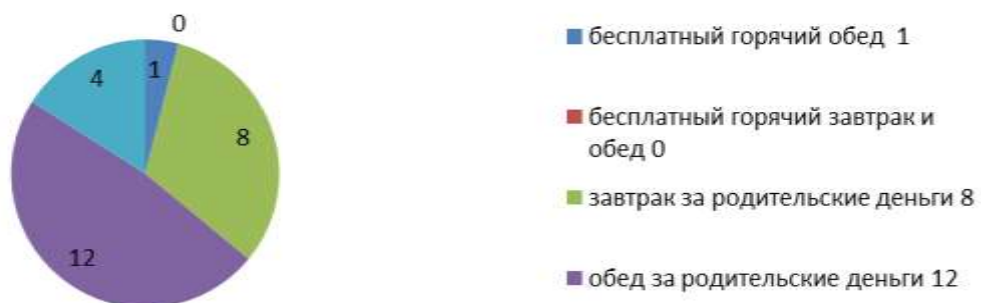 0
1
4
8
12
бесплатный горячий обед 1
бесплатный горячий завтрак и
обед 0
завтрак за родительские деньги 8
обед за родительские деньги 12